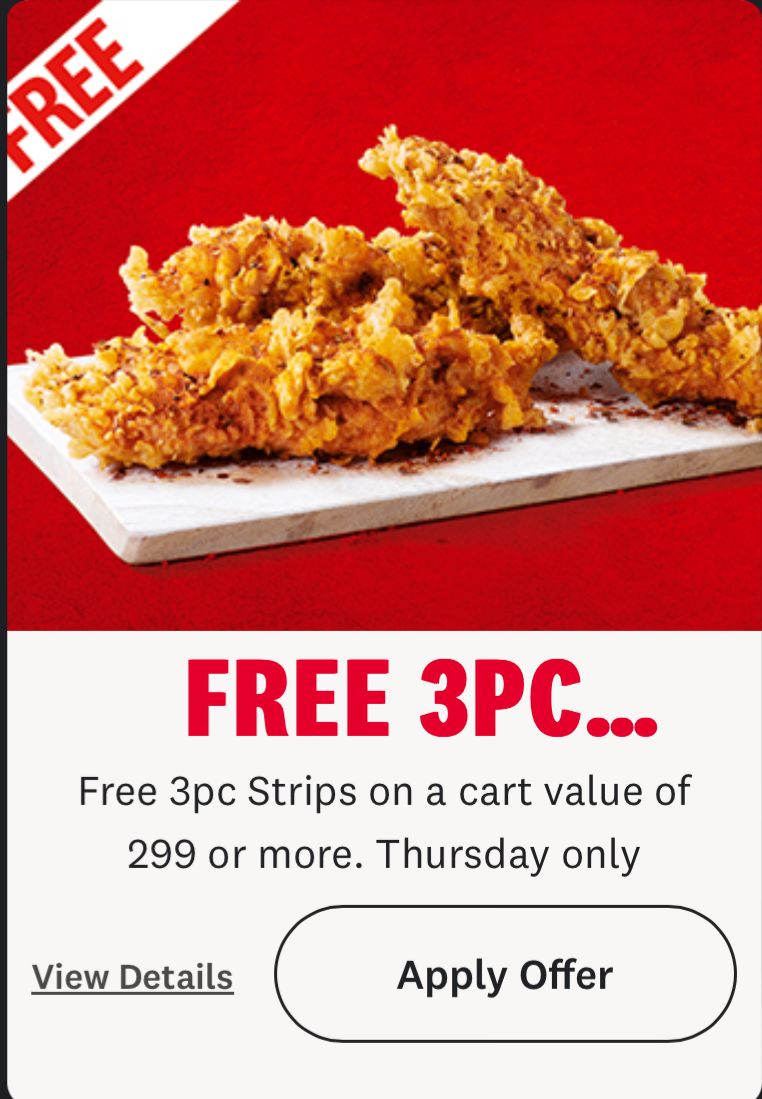 FREE
FREE 3PC...
Free 3pc Strips on a cart value of
299 or more. Thursday only
View Details
Apply Offer